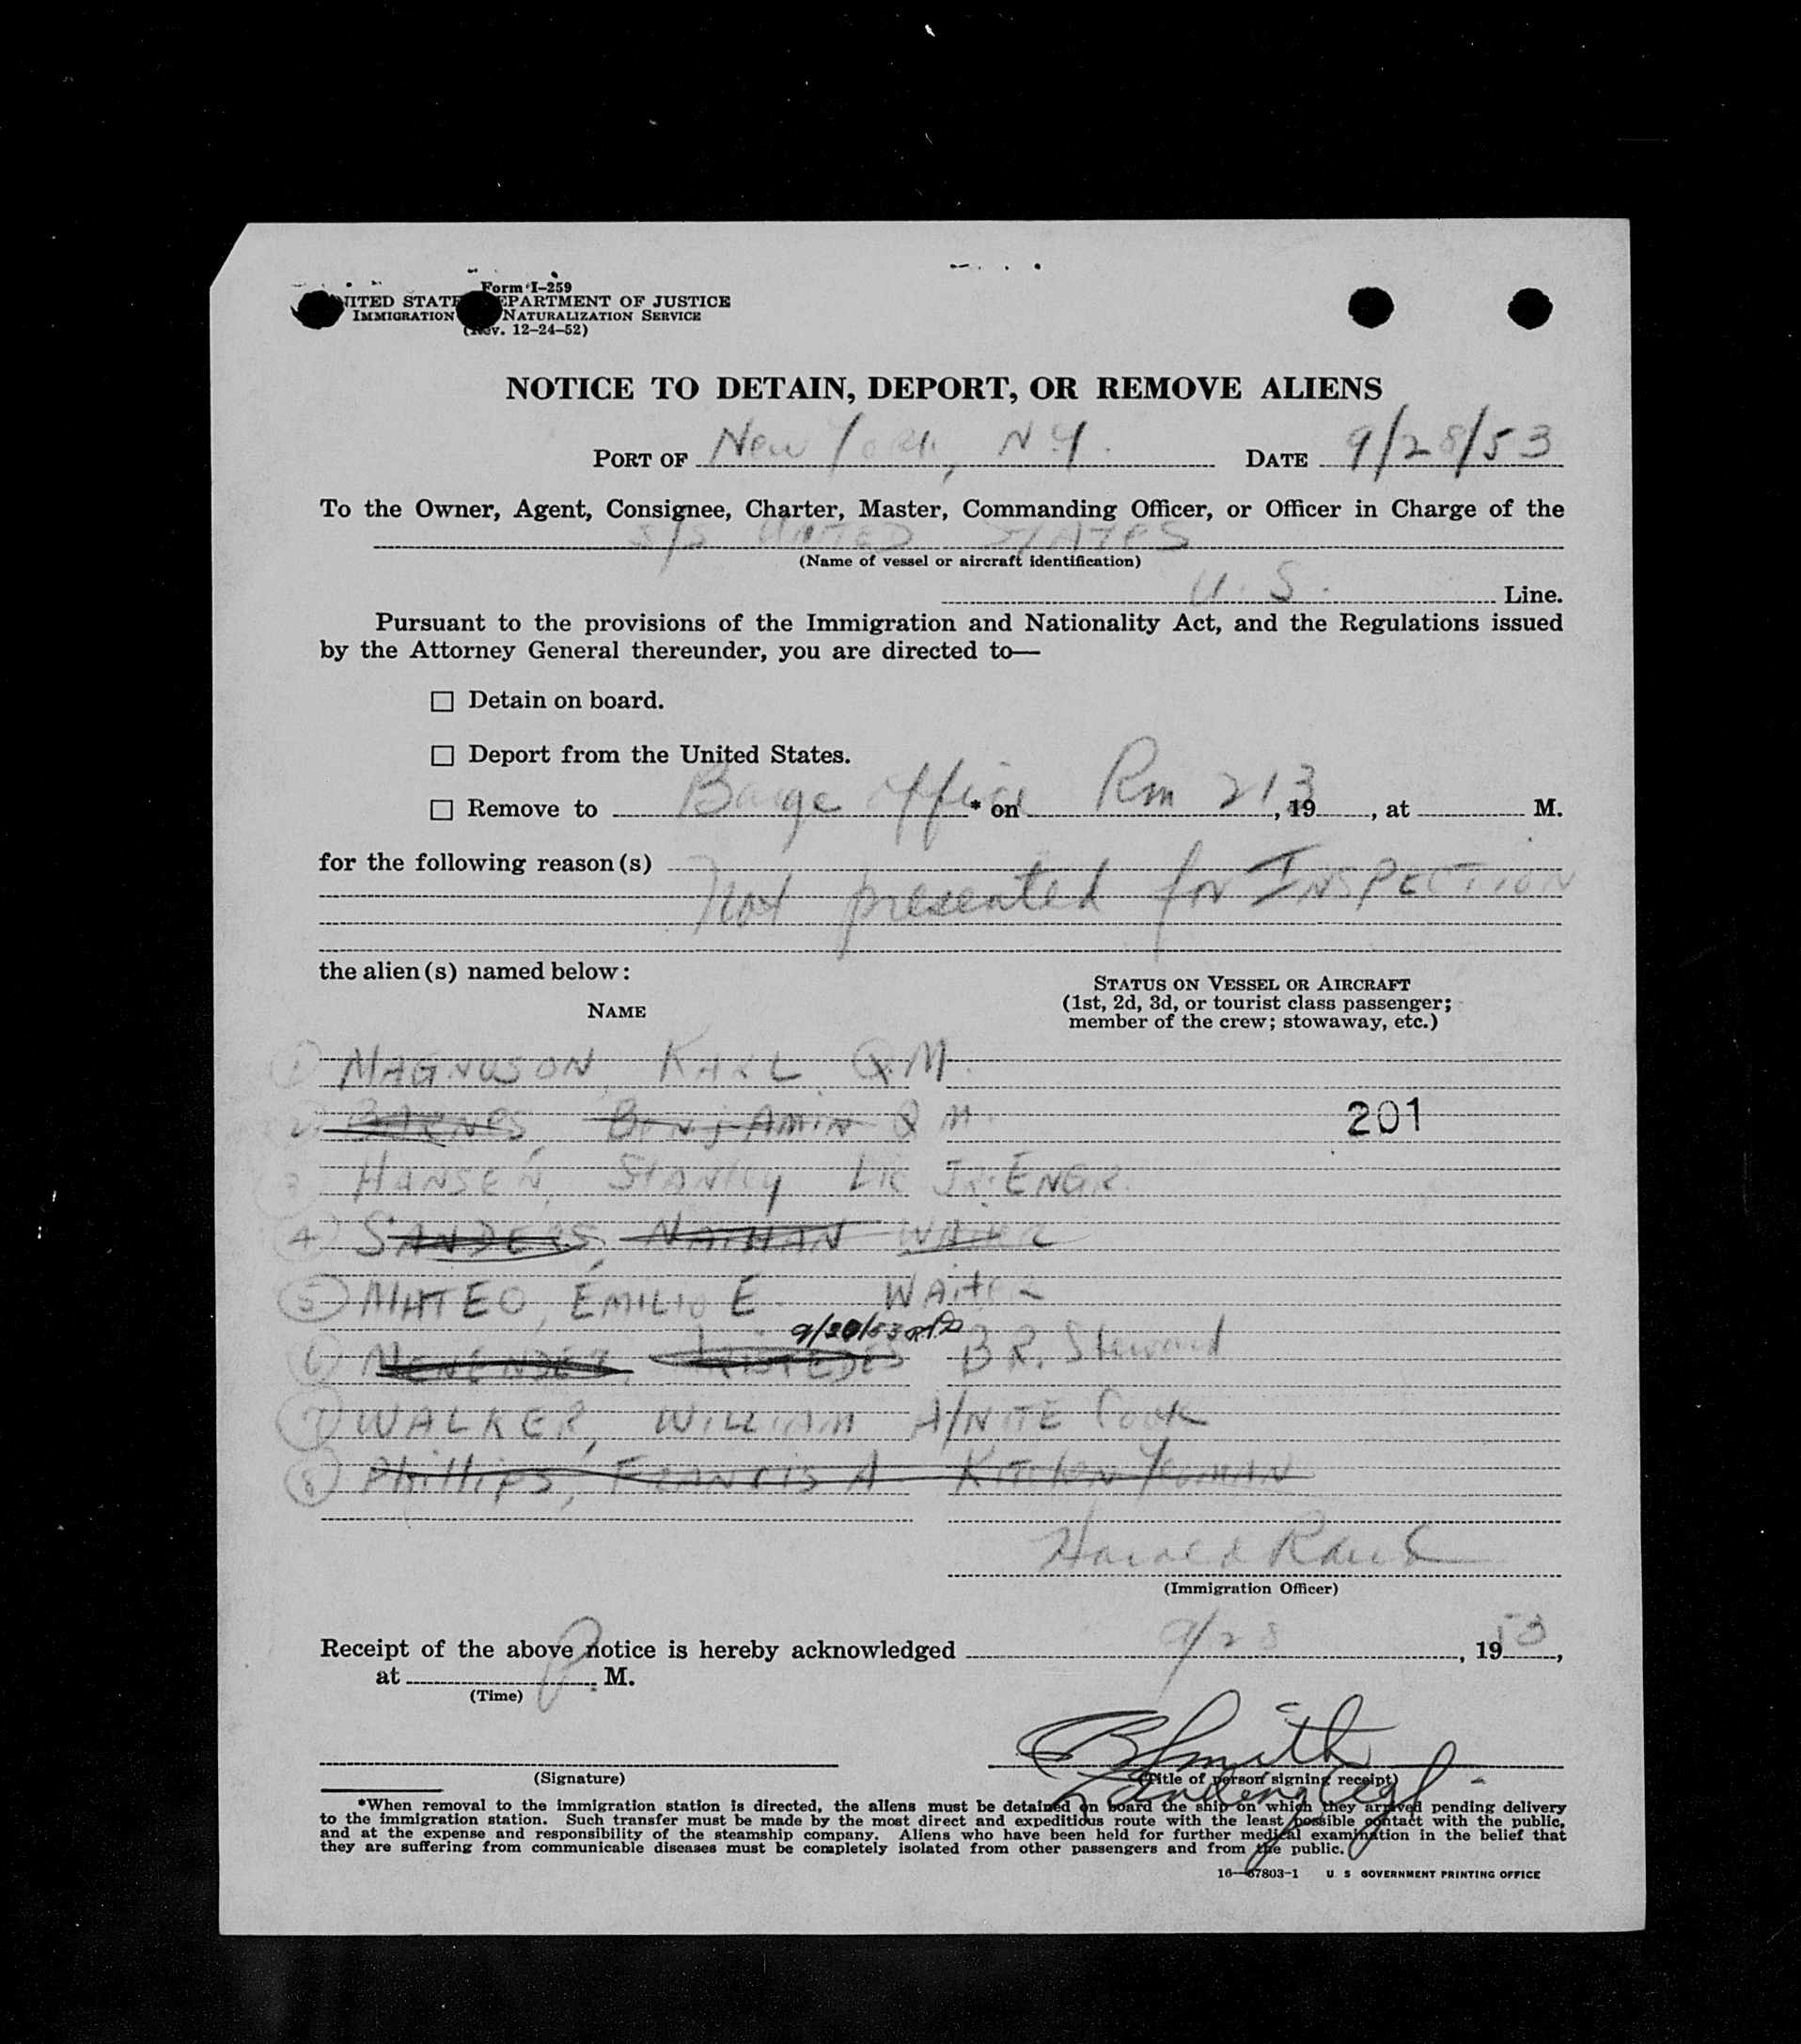 Form I-259
UNITED STATES DEPARTMENT OF JUSTICE
IMMIGRATION NATURALIZATION SERVICE
(Rev. 12-24-52)
NOTICE TO DETAIN, DEPORT, OR REMOVE ALIENS
PORT OF New York, N.Y. DATE 9/28/53
To the Owner, Agent, Consignee, Charter, Master, Commanding Officer, or Officer in Charge of the
S/S UNITED STATES
(Name of vessel or aircraft identification)
U.S. Line.
Pursuant to the provisions of the Immigration and Nationality Act, and the Regulations issued
by the Attorney General thereunder, you are directed to—
☐ Detain on board.
☐ Deport from the United States.
☐ Remove to Barge office * on Rm 213, 19, at M.
for the following reason(s)
Not presented for INSPECTION
the alien(s) named below:
NAME
STATUS ON VESSEL OR AIRCRAFT
(1st, 2d, 3d, or tourist class passenger;
member of the crew; stowaway, etc.)
1 MAGNUSON, KARL Q.M.
2. BARNES, BENJAMIN Q M.
201
3 HANSEN, STANLEY Lic JR. ENGR.
4 SANDERS, NATHAN WAITER
5 MATEO, EMILIO E WAITER
9/30/53
6 MENENDEZ, ARISTEDES B R. Steward
7 WALKER, WILLIAM A/NITE Cook
8 Phillips, FRANCIS A KITCHEN YEOMAN
Harold
(Immigration Officer)
Receipt of the above notice is hereby acknowledged 9/28, 1953,
at P. M.
(Time)
B Smith
(Signature)
(Title of person signing receipt)
Landing Agt
*When removal to the immigration station is directed, the aliens must be detained on board the ship on which they arrived pending delivery
to the immigration station. Such transfer must be made by the most direct and expeditious route with the least possible contact with the public,
and at the expense and responsibility of the steamship company. Aliens who have been held for further medical examination in the belief that
they are suffering from communicable diseases must be completely isolated from other passengers and from the public.
16—67803-1 U. S. GOVERNMENT PRINTING OFFICE